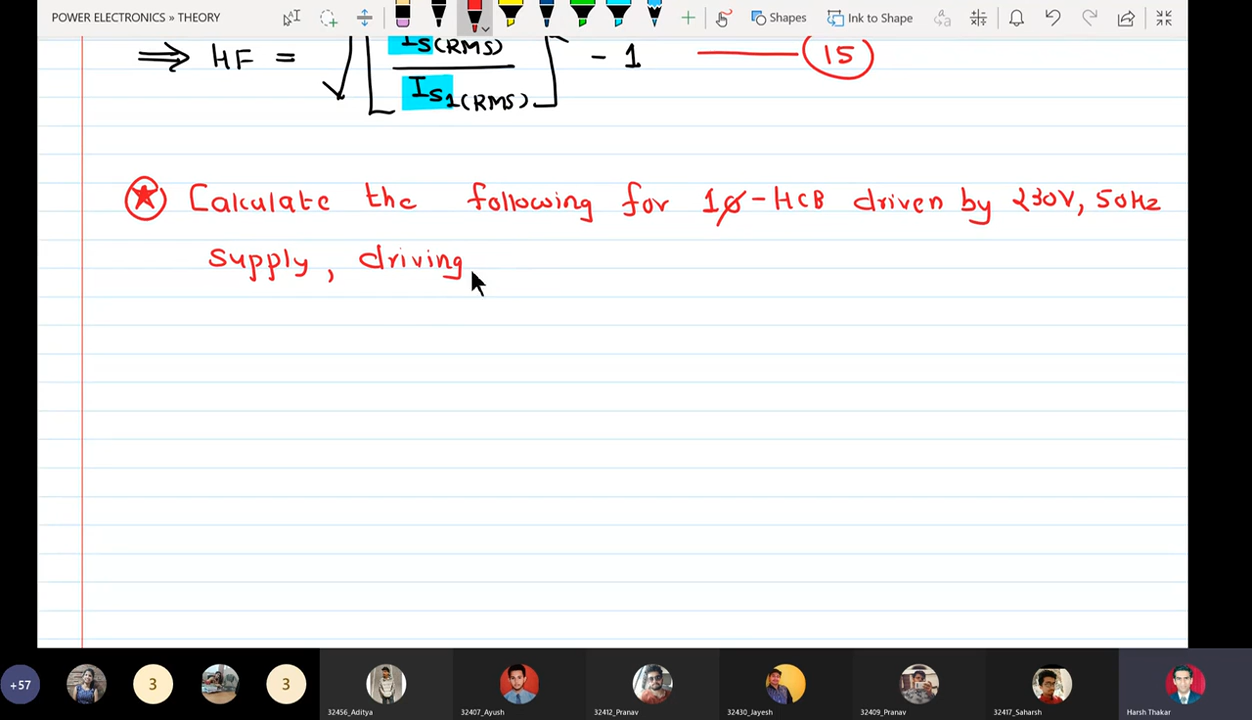 POWER ELECTRONICS » THEORY
Shapes
Ink to Shape
⟹ HF = √[ IS(RMS) / IS1(RMS) ] - 1 15
Calculate the following for 1ϕ-HCB driven by 230V, 50Hz
supply, driving
+57
3
3
32456_Aditya
32407_Ayush
32412_Pranav
32430_Jayesh
32409_Pranav
32417_Saharsh
Harsh Thakar